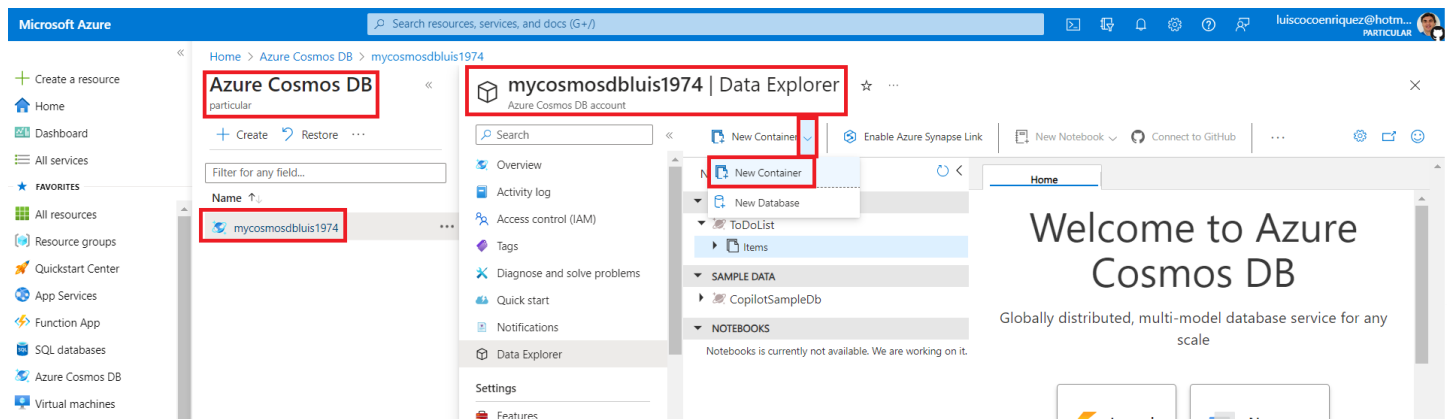 Microsoft Azure
Search resources, services, and docs (G+/)
luiscocoenriquez@hotm...
PARTICULAR
Create a resource
Home
Dashboard
All services
FAVORITES
All resources
Resource groups
Quickstart Center
App Services
Function App
SQL databases
Azure Cosmos DB
Virtual machines
Home > Azure Cosmos DB > mycosmosdbluis1974
Azure Cosmos DB
particular
Create
Restore
Filter for any field...
Name
mycosmosdbluis1974
mycosmosdbluis1974 | Data Explorer
Azure Cosmos DB account
Search
Overview
Activity log
Access control (IAM)
Tags
Diagnose and solve problems
Quick start
Notifications
Data Explorer
Settings
Features
New Container
Enable Azure Synapse Link
New Notebook
Connect to GitHub
New Container
New Database
ToDoList
Items
SAMPLE DATA
CopilotSampleDb
NOTEBOOKS
Notebooks is currently not available. We are working on it.
Home
Welcome to Azure
Cosmos DB
Globally distributed, multi-model database service for any
scale